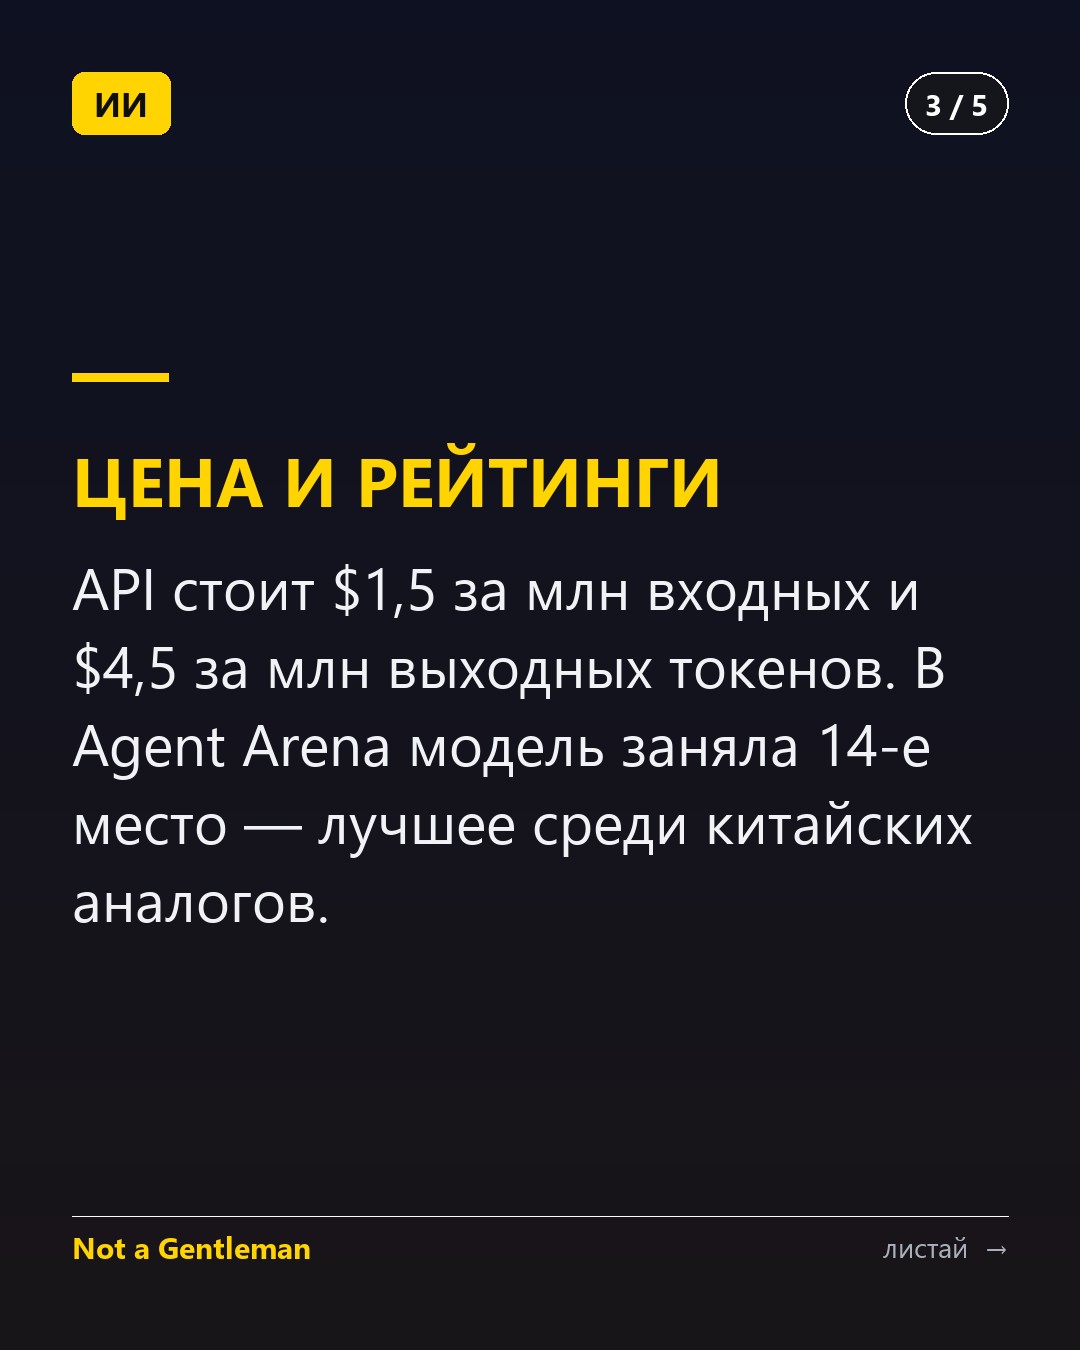 ИИ
3 / 5
ЦЕНА И РЕЙТИНГИ
API стоит $1,5 за млн входных и
$4,5 за млн выходных токенов. В
Agent Arena модель заняла 14-е
место — лучшее среди китайских
аналогов.
Not a Gentleman
листай →